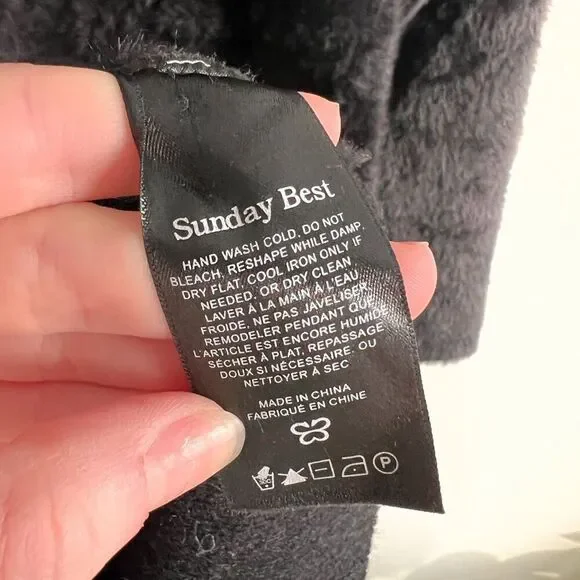 Sunday Best
HAND WASH COLD. DO NOT
BLEACH. RESHAPE WHILE DAMP.
DRY FLAT. COOL IRON ONLY IF
NEEDED. OR DRY CLEAN
LAVER À LA MAIN À L'EAU
FROIDE. NE PAS JAVELISER
REMODELER PENDANT QUE
L'ARTICLE EST ENCORE HUMIDE
SÉCHER À PLAT, REPASSAGE
DOUX SI NÉCESSAIRE. OU
NETTOYER À SEC
MADE IN CHINA
FABRIQUÉ EN CHINE
P